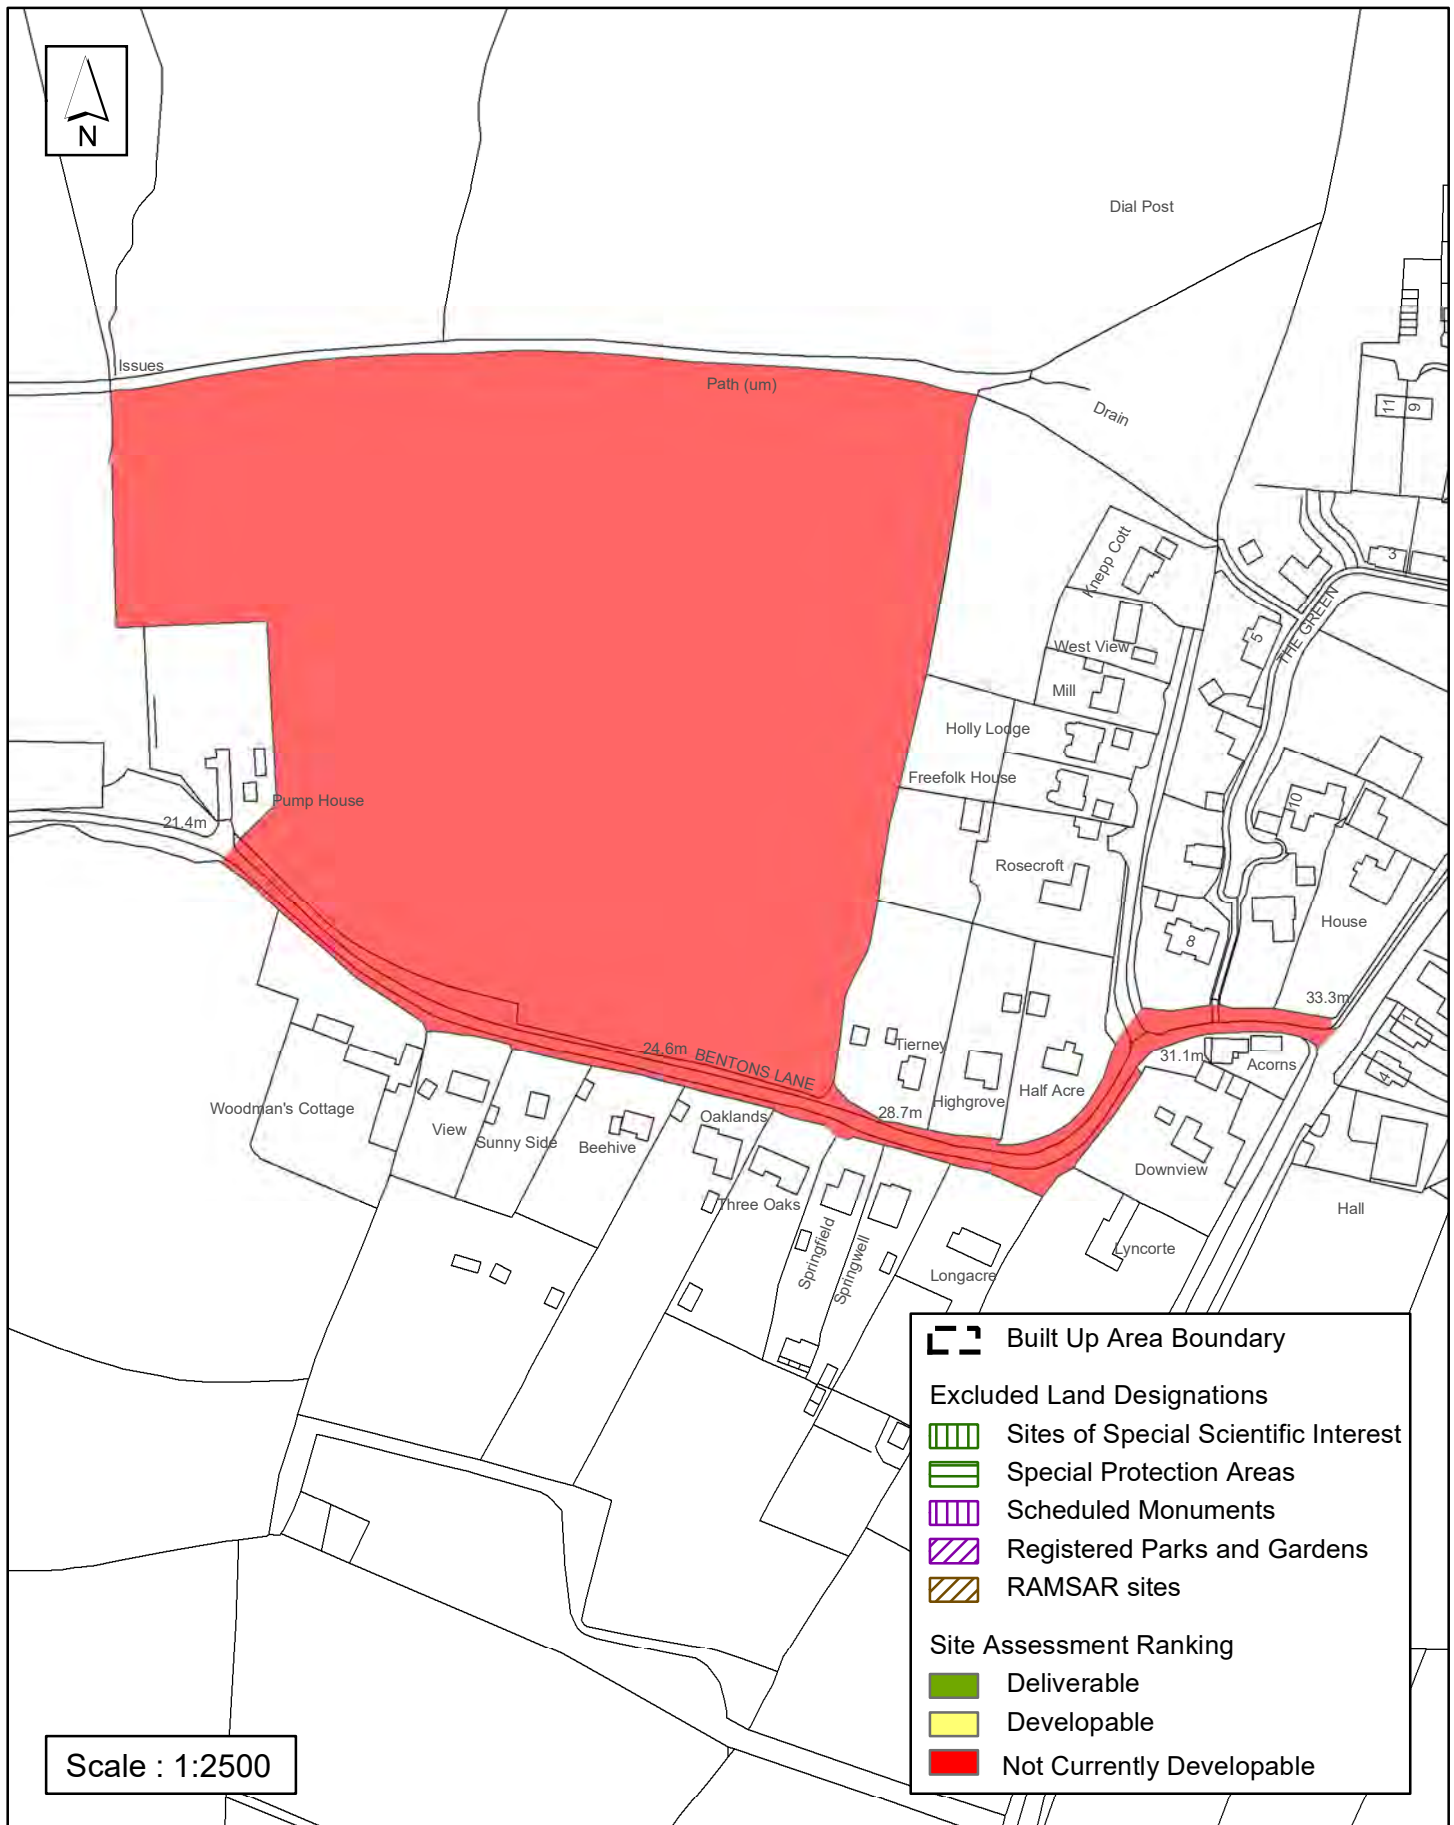 N
Dial Post
Issues
Path (um)
Drain
11
9
3
Knepp Cott
THE GREEN
5
West View
Mill
Holly Lodge
Freefolk House
10
Pump House
21.4m
Rosecroft
House
8
33.3m
1
24.6m
BENTONS LANE
Tierney
31.1m
Acorns
4
Half Acre
Highgrove
28.7m
Woodman's Cottage
View
Sunny Side
Beehive
Oaklands
Downview
Three Oaks
Hall
Springfield
Springwell
Lyncorte
Longacre
Built Up Area Boundary
Excluded Land Designations
Sites of Special Scientific Interest
Special Protection Areas
Scheduled Monuments
Registered Parks and Gardens
RAMSAR sites
Site Assessment Ranking
Deliverable
Developable
Not Currently Developable
Scale : 1:2500